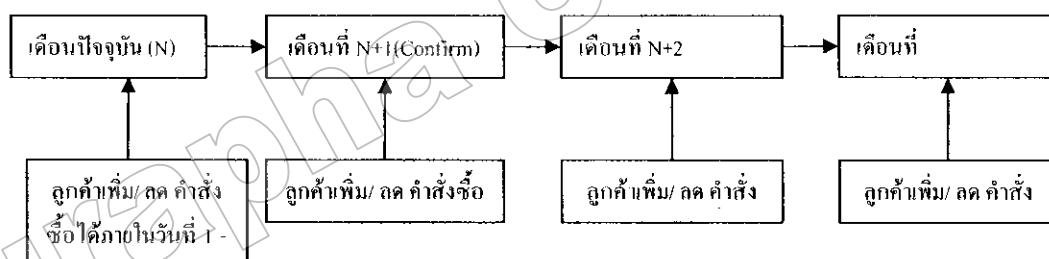 เดือนปัจจุบัน (N)
เดือนที่ N+1(Confirm)
เดือนที่ N+2
เดือนที่
ลูกค้าเพิ่ม/ ลด คำสั่ง
ซื้อได้ภายในวันที่ 1 -
ลูกค้าเพิ่ม/ ลด คำสั่งซื้อ
ลูกค้าเพิ่ม/ ลด คำสั่ง
ลูกค้าเพิ่ม/ ลด คำสั่ง